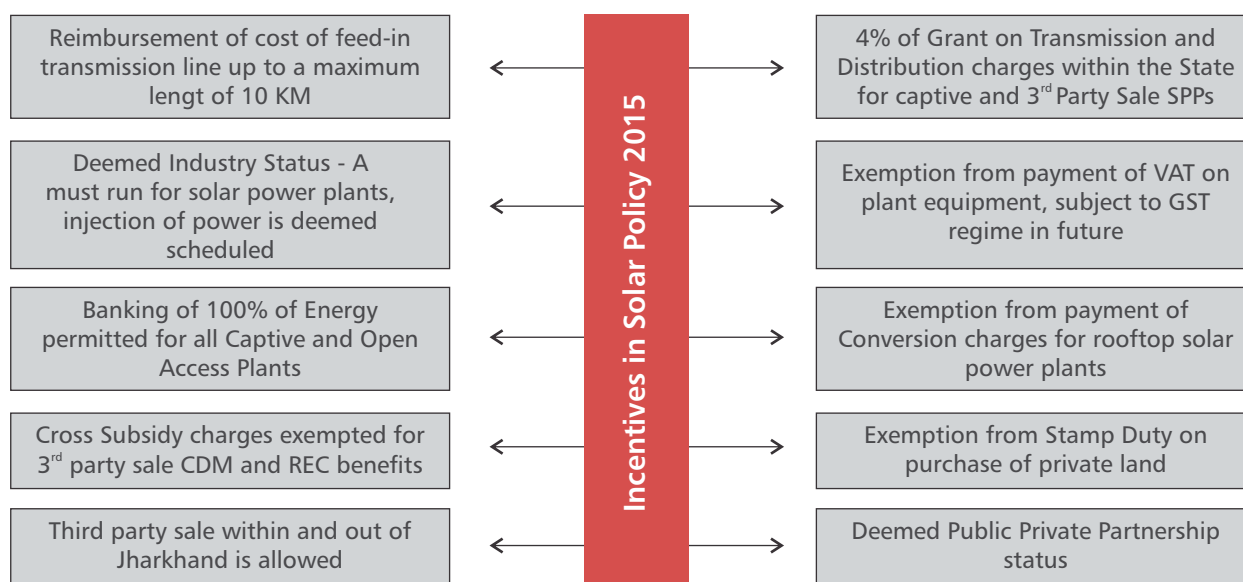 Reimbursement of cost of feed-in
transmission line up to a maximum
lengt of 10 KM
Deemed Industry Status - A
must run for solar power plants,
injection of power is deemed
scheduled
Banking of 100% of Energy
permitted for all Captive and Open
Access Plants
Cross Subsidy charges exempted for
3rd party sale CDM and REC benefits
Third party sale within and out of
Jharkhand is allowed
Incentives in Solar Policy 2015
4% of Grant on Transmission and
Distribution charges within the State
for captive and 3rd Party Sale SPPs
Exemption from payment of VAT on
plant equipment, subject to GST
regime in future
Exemption from payment of
Conversion charges for rooftop solar
power plants
Exemption from Stamp Duty on
purchase of private land
Deemed Public Private Partnership
status